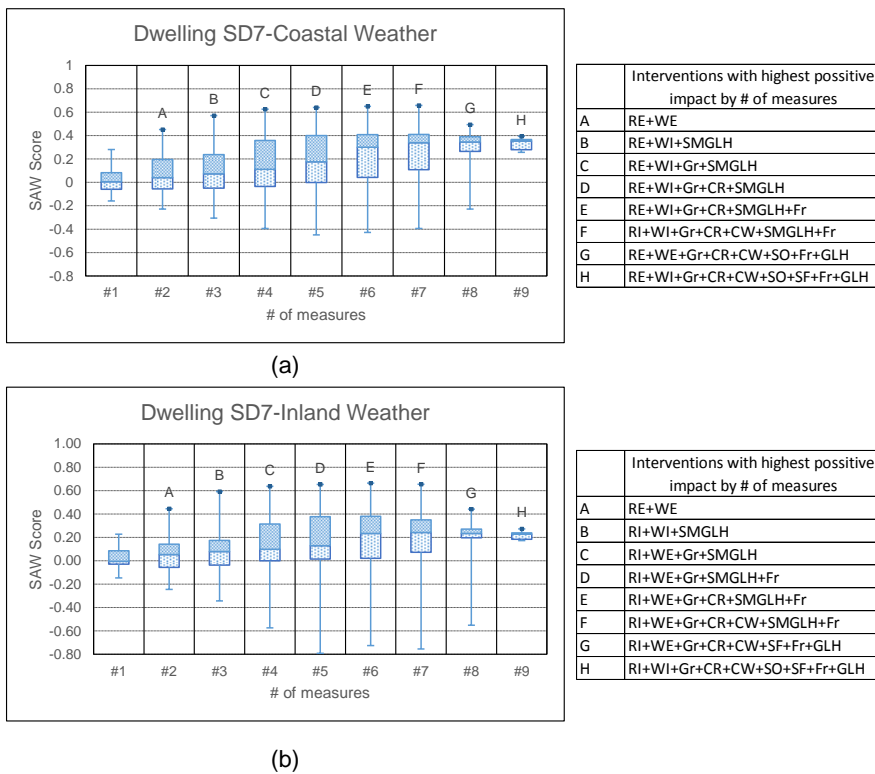 Dwelling SD7-Coastal Weather
1
0.8
0.6
0.4
0.2
0
-0.2
-0.4
-0.6
-0.8
SAW Score
A
B
C
D
E
F
G
H
#1 #2 #3 #4 #5 #6 #7 #8 #9
# of measures
Interventions with highest possitive
impact by # of measures
A RE+WE
B RE+WI+SMGLH
C RE+WI+Gr+SMGLH
D RE+WI+Gr+CR+SMGLH
E RE+WI+Gr+CR+SMGLH+Fr
F RI+WI+Gr+CR+CW+SMGLH+Fr
G RE+WE+Gr+CR+CW+SO+Fr+GLH
H RE+WI+Gr+CR+CW+SO+SF+Fr+GLH
(a)
Dwelling SD7-Inland Weather
1.00
0.80
0.60
0.40
0.20
0.00
-0.20
-0.40
-0.60
-0.80
SAW Score
A
B
C
D
E
F
G
H
#1 #2 #3 #4 #5 #6 #7 #8 #9
# of measures
Interventions with highest possitive
impact by # of measures
A RE+WE
B RI+WI+SMGLH
C RI+WE+Gr+SMGLH
D RI+WE+Gr+SMGLH+Fr
E RI+WE+Gr+CR+SMGLH+Fr
F RI+WE+Gr+CR+CW+SMGLH+Fr
G RI+WE+Gr+CR+CW+SF+Fr+GLH
H RI+WI+Gr+CR+CW+SO+SF+Fr+GLH
(b)